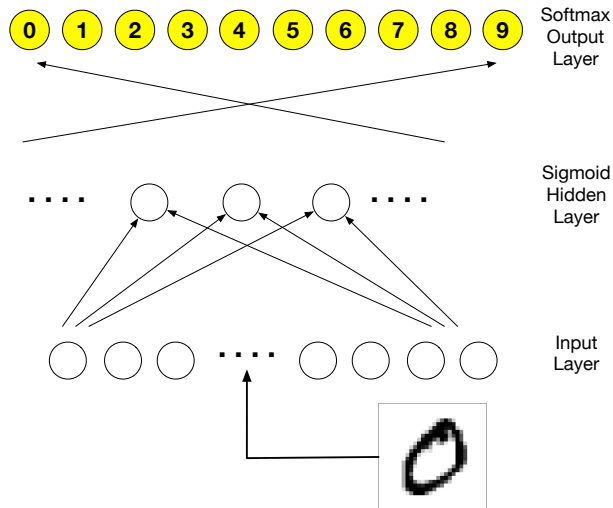 0 1 2 3 4 5 6 7 8 9
Softmax
Output
Layer
Sigmoid
Hidden
Layer
Input
Layer